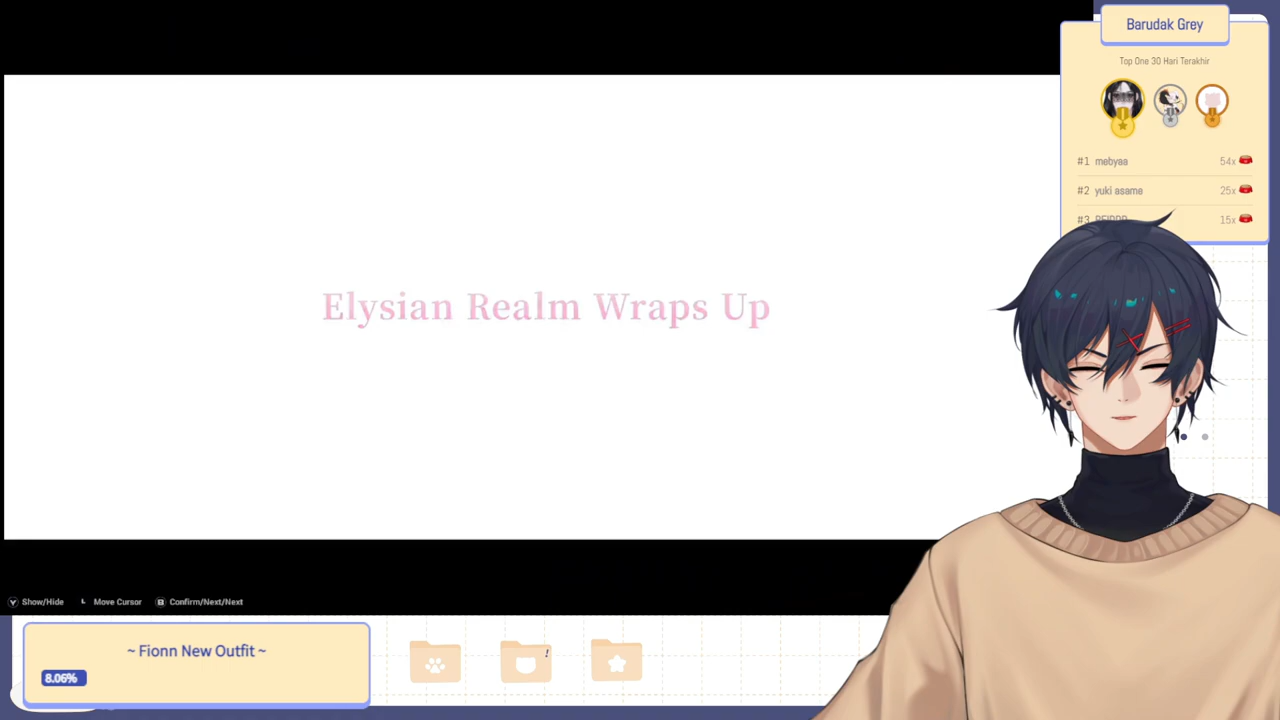 Barudak Grey
Top One 30 Hari Terakhir
#1 mebyaa 54x
#2 yuki asame 25x
#3 15x
Elysian Realm Wraps Up
Show/Hide Move Cursor Confirm/Next/Next
~ Fionn New Outfit ~
8.06%